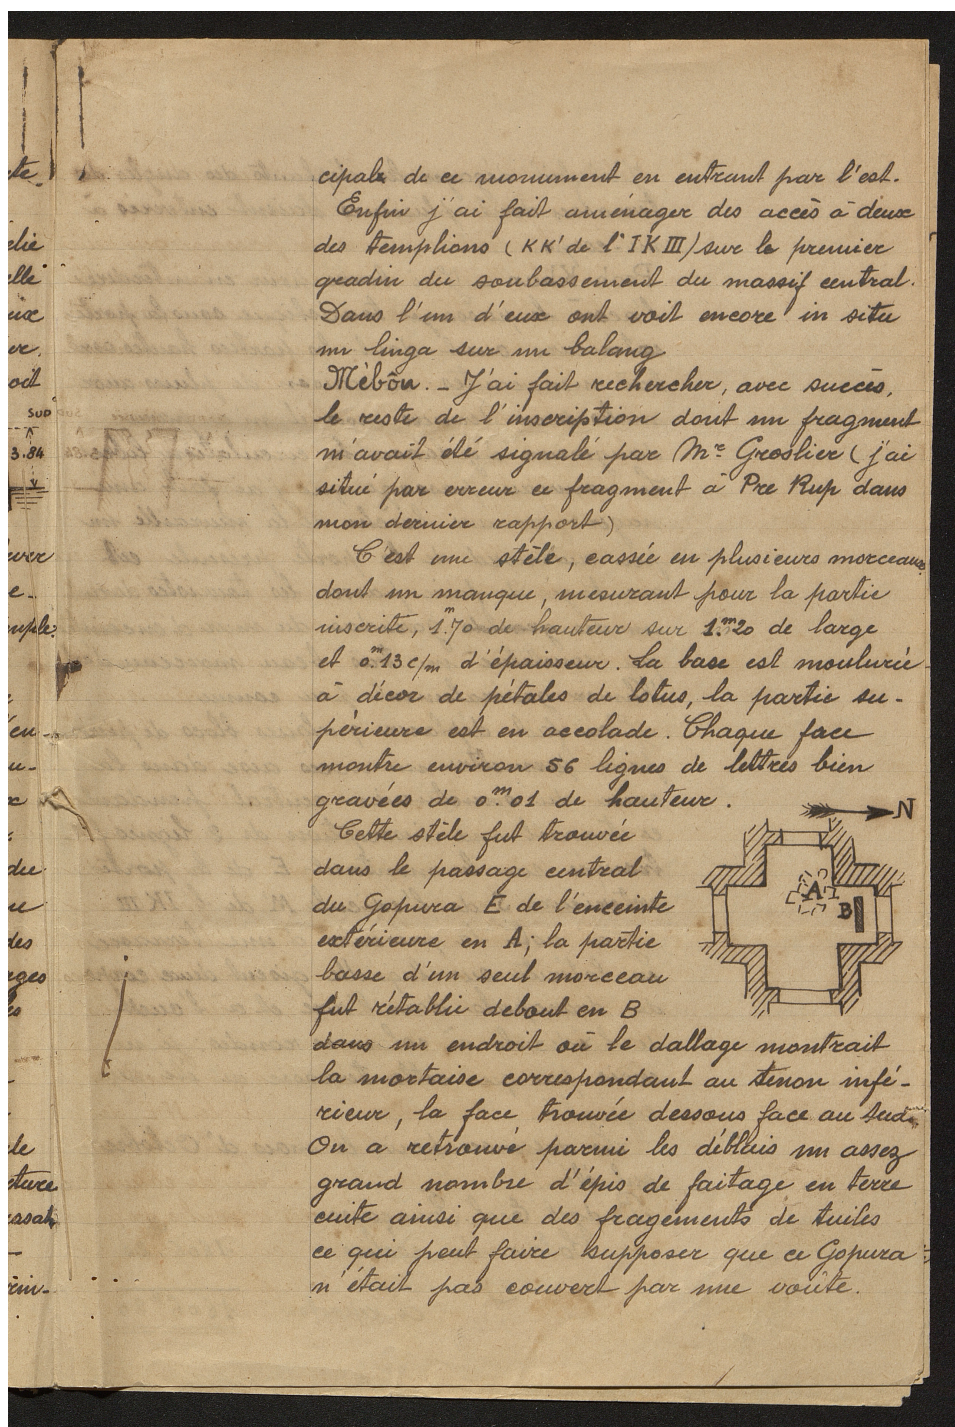 cipale de ce monument en entrant par l'est.
Enfin j'ai fait aménager des accès à deux
des templions (KK' de l'IKIII) sur le premier
gradin du soubassement du massif central.
Dans l'un d'eux ont voit encore in situ
un linga sur un balang
Mébôn. - J'ai fait rechercher, avec succès,
le reste de l'inscription dont un fragment
m'avait été signalé par Mr Groslier (j'ai
situé par erreur ce fragment à Pre Rup dans
mon dernier rapport)
C'est une stèle, cassée en plusieurs morceaux
dont un manque, mesurant pour la partie
inscrite, 1m70 de hauteur sur 1m20 de large
et 0m13 c/m d'épaisseur. La base est moulurée
à décor de pétales de lotus, la partie su-
périeure est en accolade. Chaque face
montre environ 56 lignes de lettres bien
gravées de 0m01 de hauteur.
N
Cette stèle fut trouvée
dans le passage central
du Gopura E de l'enceinte
A
B
extérieure en A; la partie
basse d'un seul morceau
fut rétablie debout en B
dans un endroit où le dallage montrait
la mortaise correspondant au tenon infé-
rieur, la face trouvée dessous face au sud.
On a retrouvé parmi les déblais un assez
grand nombre d'épis de faitage en terre
cuite ainsi que des fragements de tuiles
ce qui peut faire supposer que ce Gopura
n'était pas couvert par une voûte.
SUD
3.84